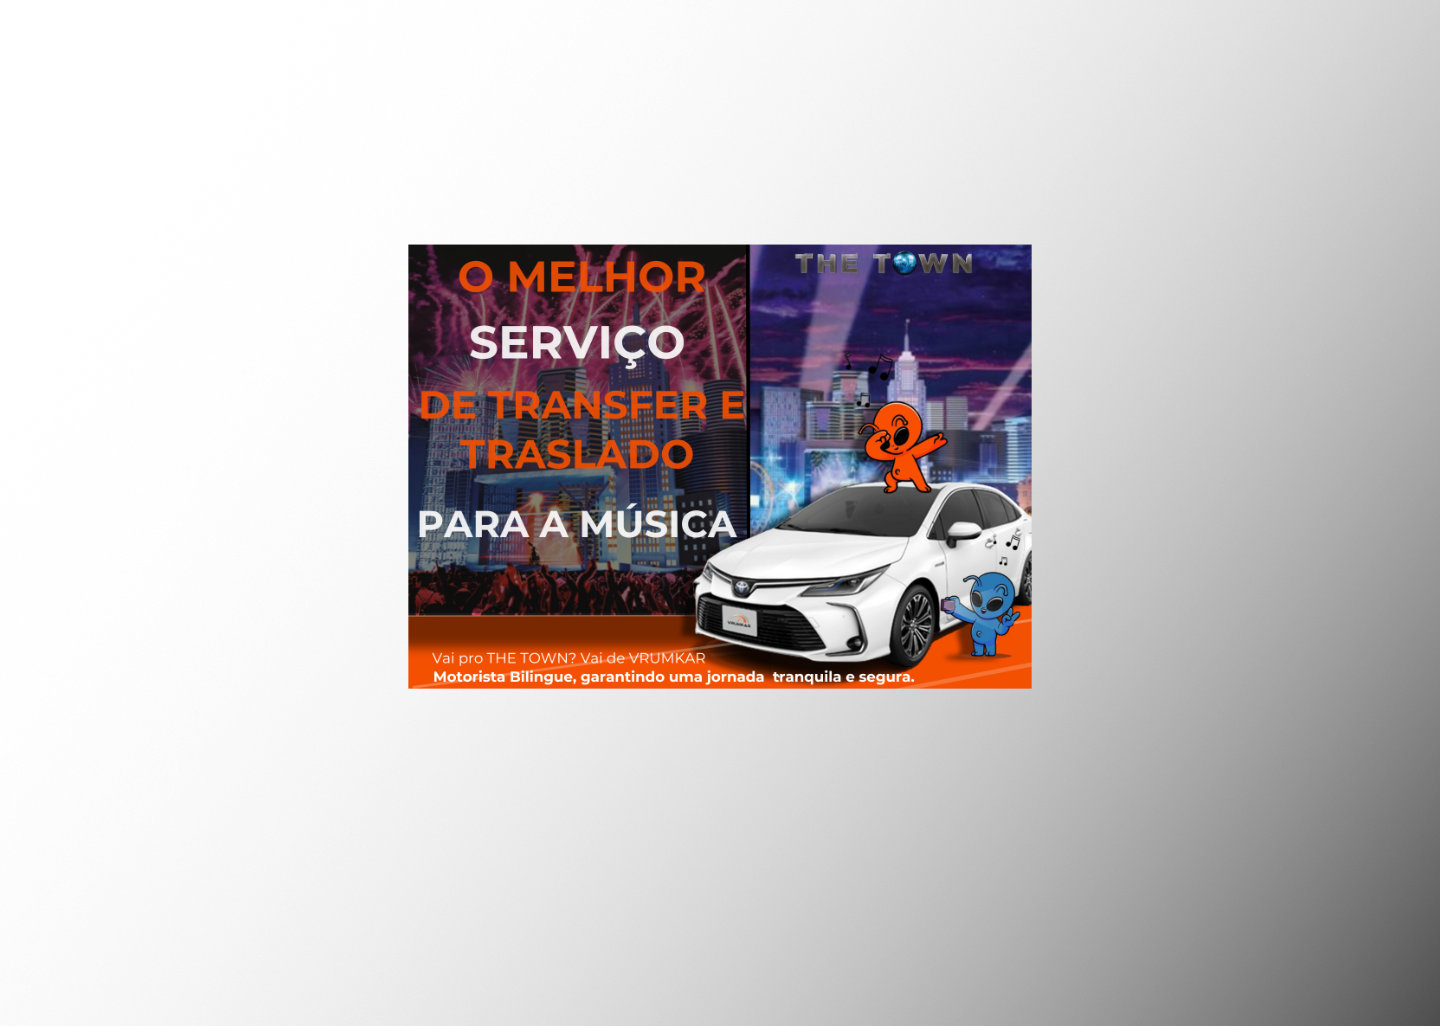 O MELHOR
SERVIÇO
DE TRANSFER E
TRASLADO
PARA A MÚSICA
THE TOWN
VRUMKAR
Vai pro THE TOWN? Vai de VRUMKAR
Motorista Bilingue, garantindo uma jornada tranquila e segura.